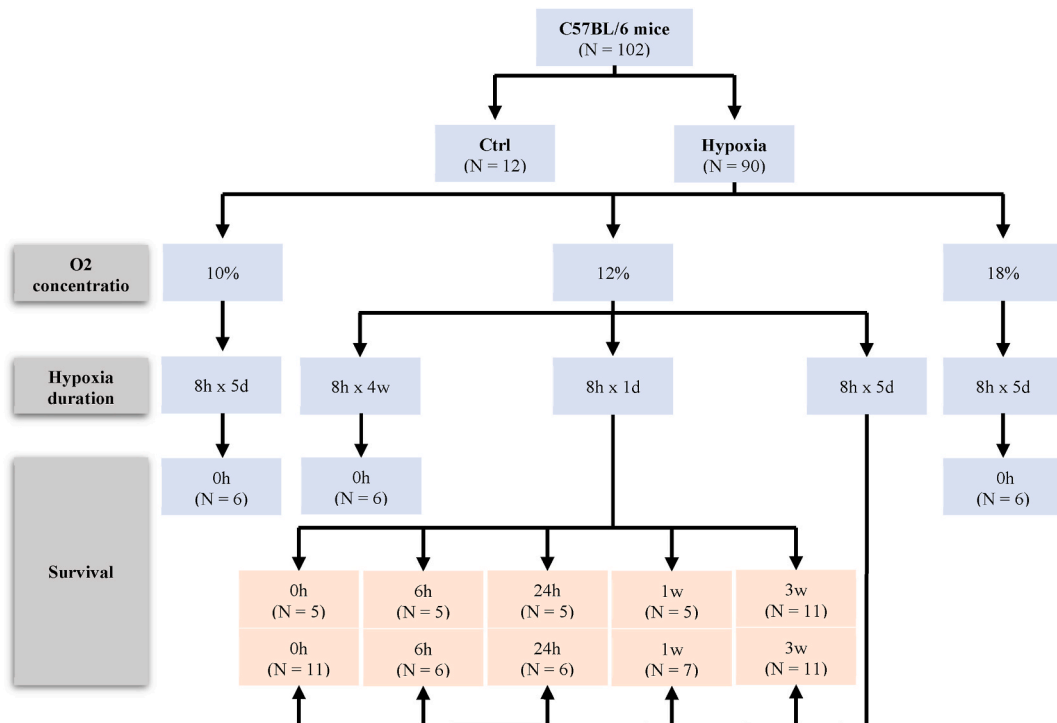 C57BL/6 mice
(N = 102)
Ctrl
(N = 12)
Hypoxia
(N = 90)
O2
concentratio
10%
12%
18%
Hypoxia
duration
8h x 5d
8h x 4w
8h x 1d
8h x 5d
8h x 5d
Survival
0h
(N = 6)
0h
(N = 6)
0h
(N = 6)
0h
(N = 5)
6h
(N = 5)
24h
(N = 5)
1w
(N = 5)
3w
(N = 11)
0h
(N = 11)
6h
(N = 6)
24h
(N = 6)
1w
(N = 7)
3w
(N = 11)